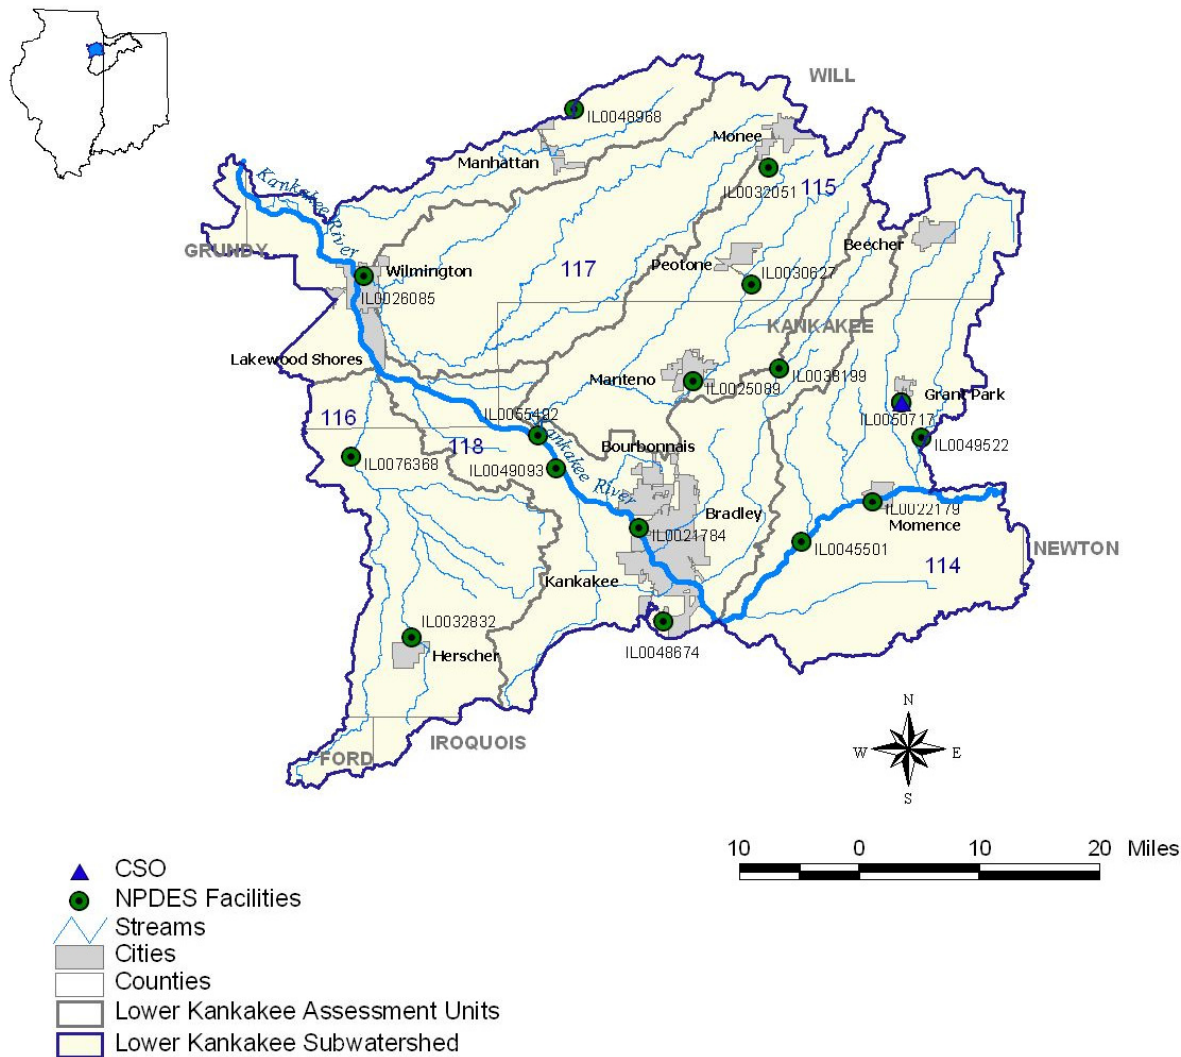 WILL
IL0048968
Monee
Manhattan
IL0032051
115
Kankakee River
GRUNDY
Beecher
Wilmington
117
Peotone
IL0030627
IL0026085
KANKAKEE
Lakewood Shores
Manteno
IL0025089
IL0038199
Grant Park
IL0050717
116
IL0055492
118
Kankakee River
Bourbonnais
IL0049522
IL0076368
IL0049093
Bradley
IL0022179
Momence
IL0021784
IL0045501
NEWTON
114
Kankakee
IL0032832
Herscher
IL0048674
N
W
E
S
IROQUOIS
FORD
10 0 10 20 Miles
CSO
NPDES Facilities
Streams
Cities
Counties
Lower Kankakee Assessment Units
Lower Kankakee Subwatershed